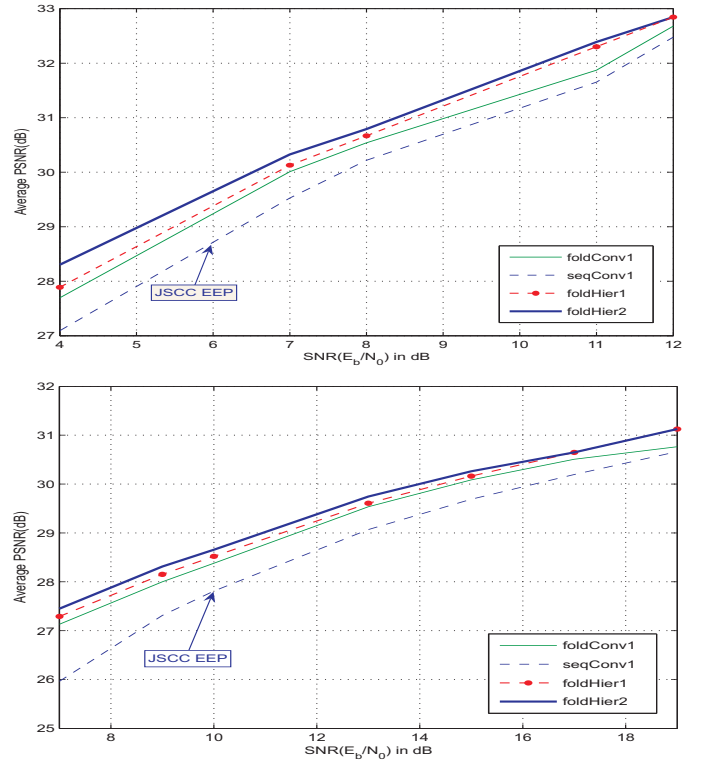 33
32
31
30
29
28
27
Average PSNR(dB)
JSCC EEP
foldConv1
seqConv1
foldHier1
foldHier2
4 5 6 7 8 9 10 11 12
SNR(E_b/N_0) in dB
32
31
30
29
28
27
26
25
Average PSNR(dB)
JSCC EEP
foldConv1
seqConv1
foldHier1
foldHier2
8 10 12 14 16 18
SNR(E_b/N_0) in dB